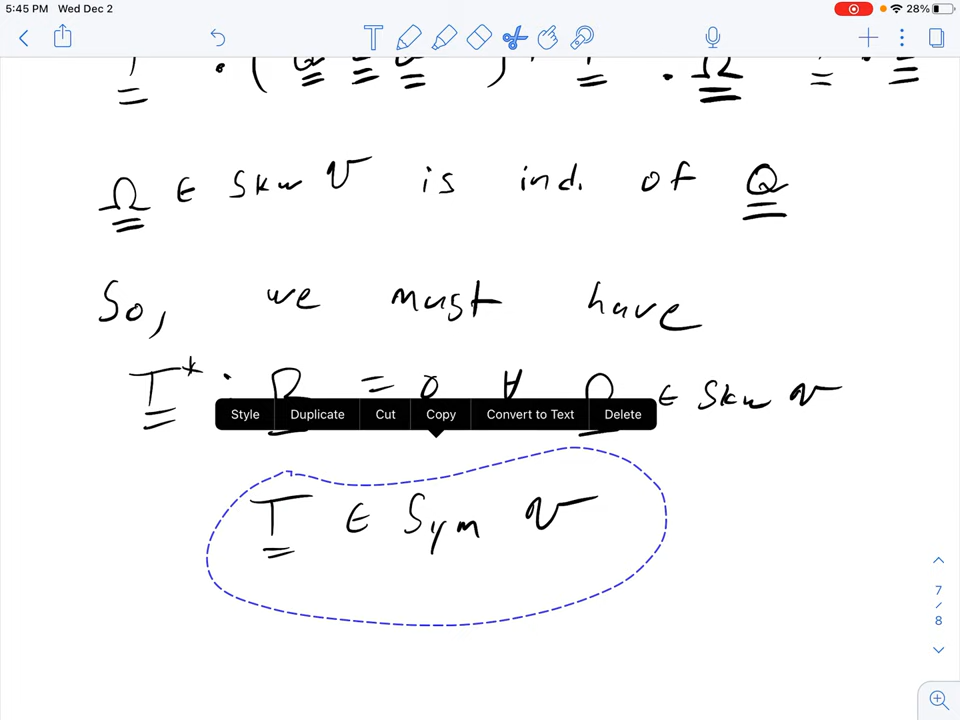 5:45 PM Wed Dec 2
28%
Ω ∈ Skw V is ind. of Q
So, we must have
T* · Ω = 0 ∀ Ω ∈ Skw V
Style Duplicate Cut Copy Convert to Text Delete
T ∈ Sym V
7
/
8